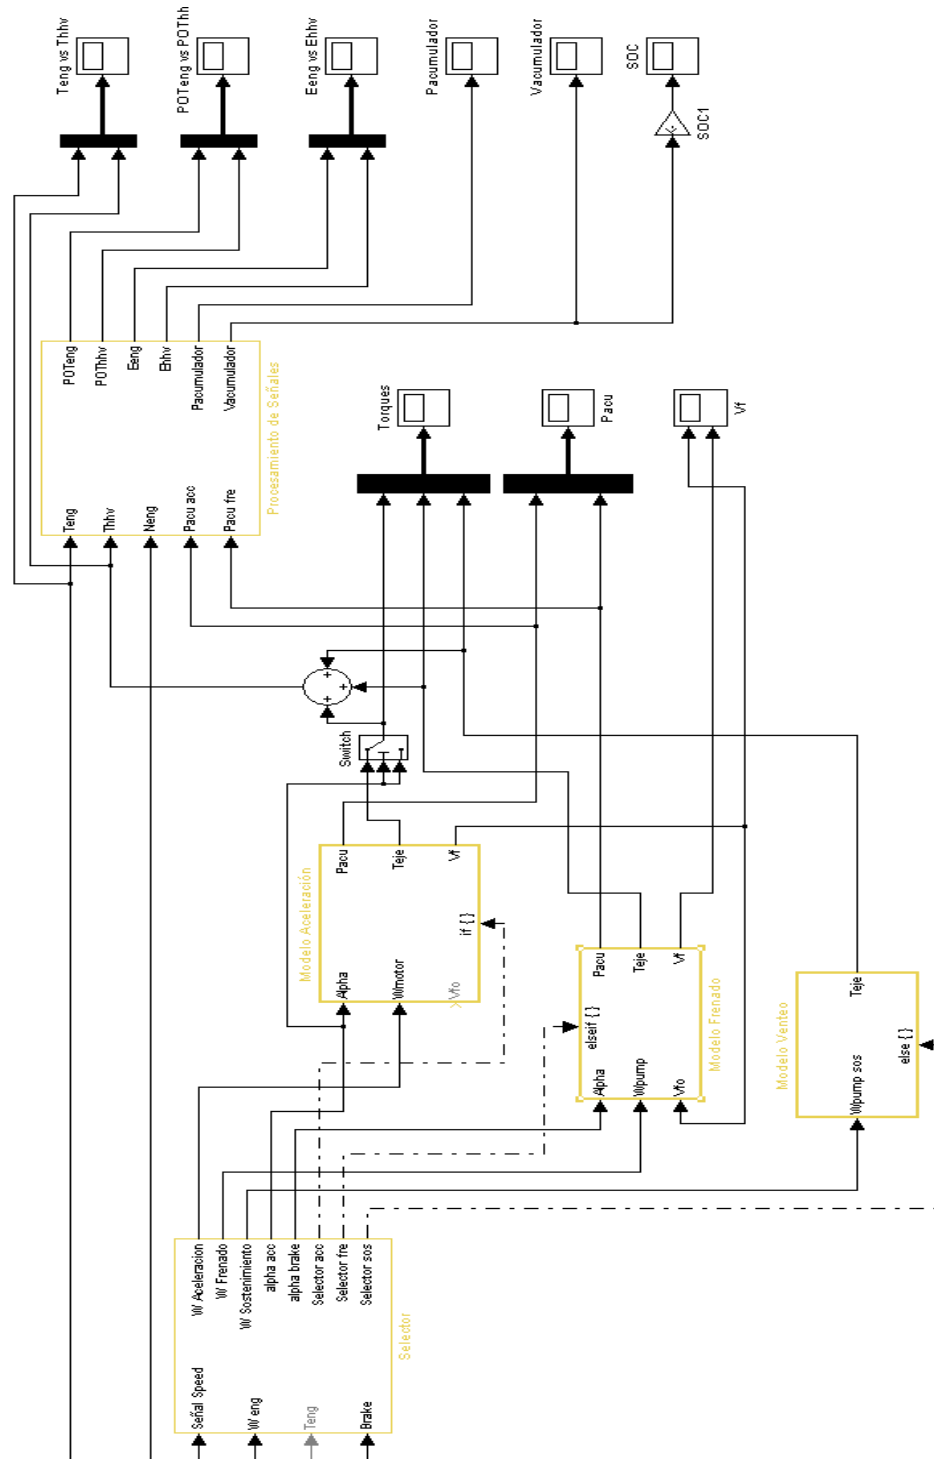 Señal Speed
W eng
Teng
Brake
W Aceleracion
W Frenado
W Sostenimiento
alpha acc
alpha brake
Selector acc
Selector fre
Selector sos
Selector
Modelo Aceleración
Alpha
Wmotor
Vfo
Pacu
Teje
Vf
if { }
Alpha
Wpump
Vfo
elseif { }
Pacu
Teje
Vf
Modelo Frenado
Modelo Venteo
Wpump sos
Teje
else { }
Switch
+
+
+
Teng
Thhv
Neng
Pacu acc
Pacu fre
POTeng
POThhv
Eeng
Ehhv
Pacumulador
Vacumulador
Procesamiento de Señales
Torques
Pacu
Vf
Teng vs Thhv
POTeng vs POThh
Eeng vs Ehhv
Pacumulador
Vacumulador
SOC
SOC1